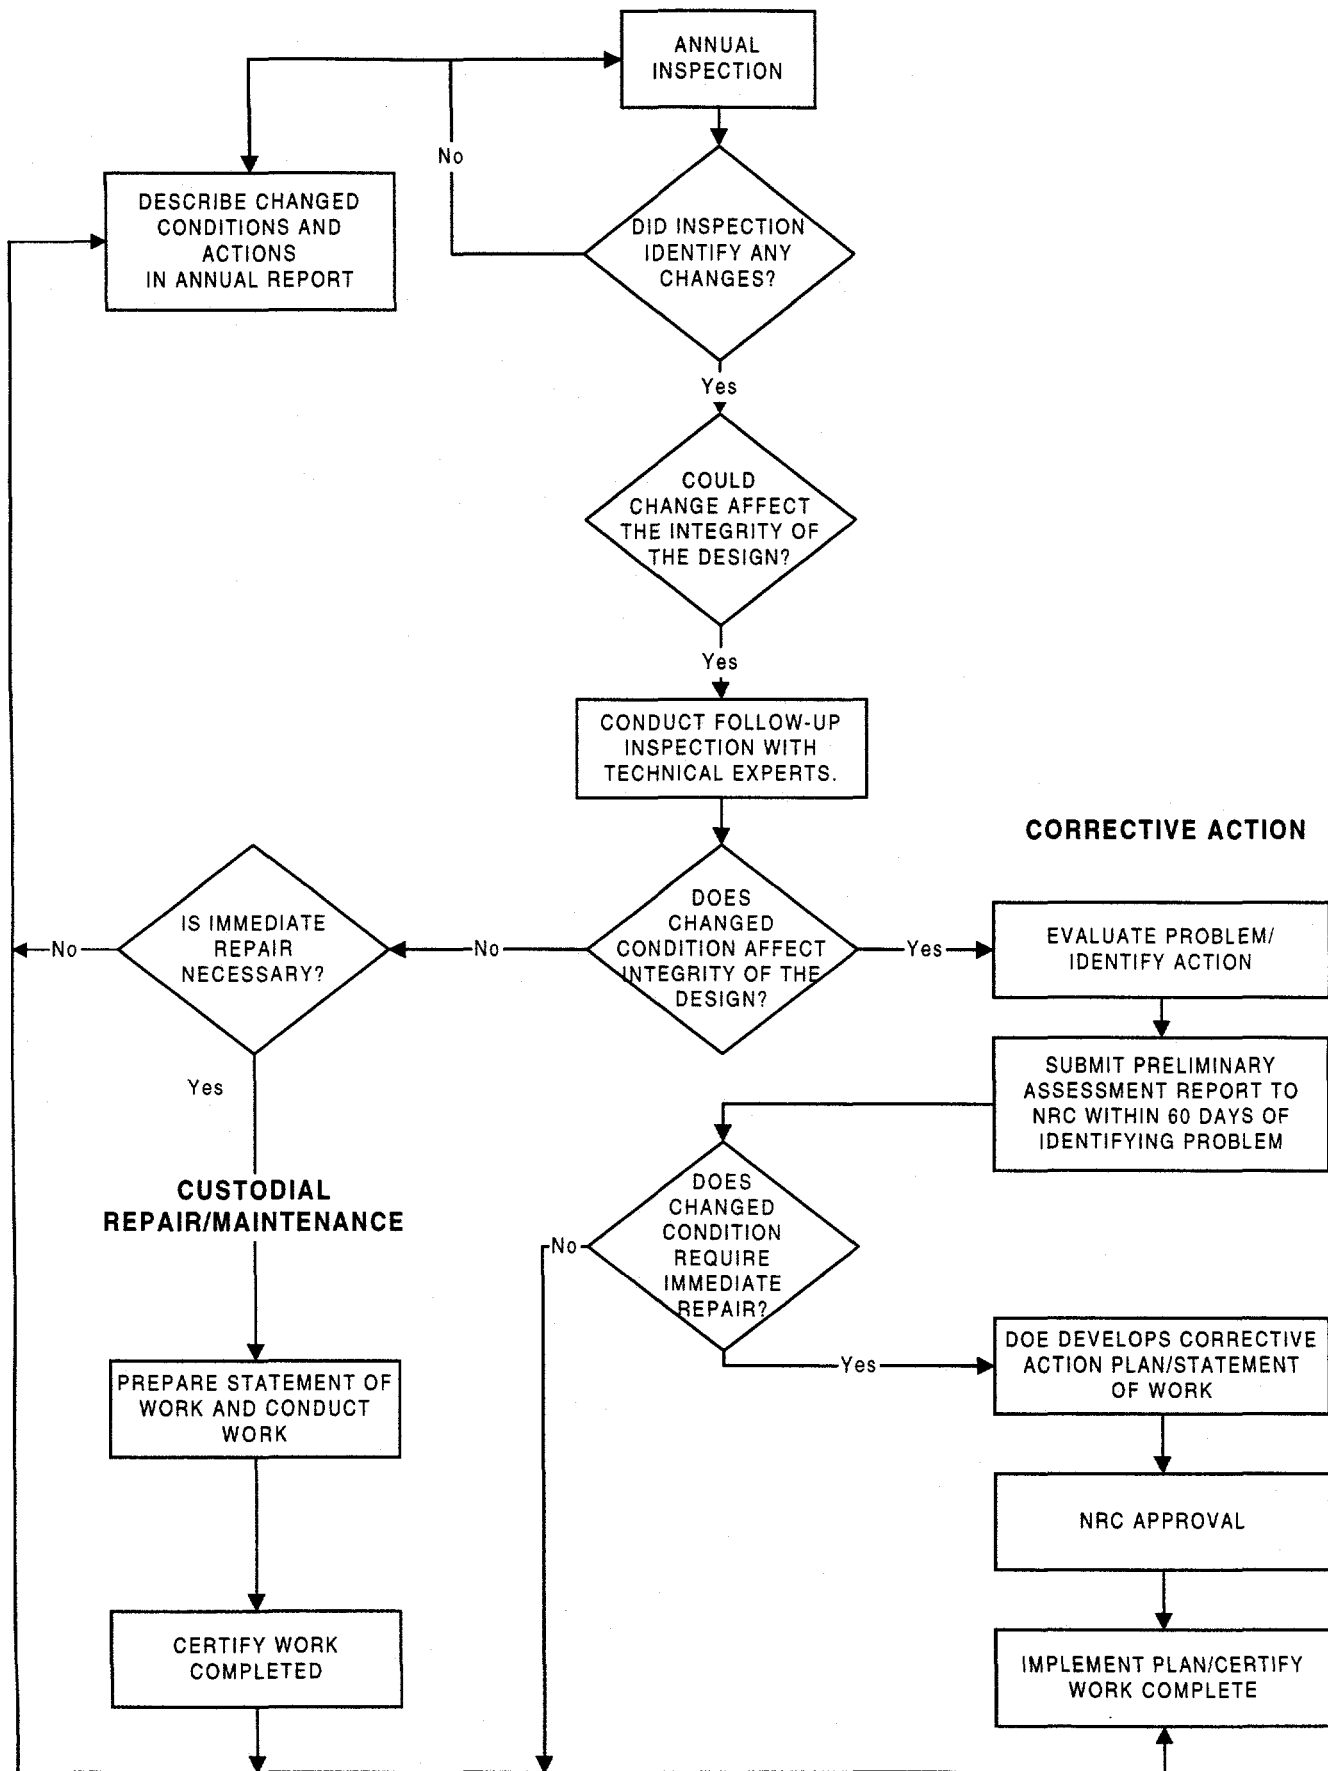 ANNUAL
INSPECTION
No
DESCRIBE CHANGED
CONDITIONS AND
ACTIONS
IN ANNUAL REPORT
DID INSPECTION
IDENTIFY ANY
CHANGES?
Yes
COULD
CHANGE AFFECT
THE INTEGRITY OF
THE DESIGN?
Yes
CONDUCT FOLLOW-UP
INSPECTION WITH
TECHNICAL EXPERTS.
CORRECTIVE ACTION
No
IS IMMEDIATE
REPAIR
NECESSARY?
No
DOES
CHANGED
CONDITION AFFECT
INTEGRITY OF THE
DESIGN?
Yes
EVALUATE PROBLEM/
IDENTIFY ACTION
SUBMIT PRELIMINARY
ASSESSMENT REPORT TO
NRC WITHIN 60 DAYS OF
IDENTIFYING PROBLEM
Yes
CUSTODIAL
REPAIR/MAINTENANCE
No
DOES
CHANGED
CONDITION
REQUIRE
IMMEDIATE
REPAIR?
Yes
DOE DEVELOPS CORRECTIVE
ACTION PLAN/STATEMENT
OF WORK
PREPARE STATEMENT OF
WORK AND CONDUCT
WORK
NRC APPROVAL
CERTIFY WORK
COMPLETED
IMPLEMENT PLAN/CERTIFY
WORK COMPLETE